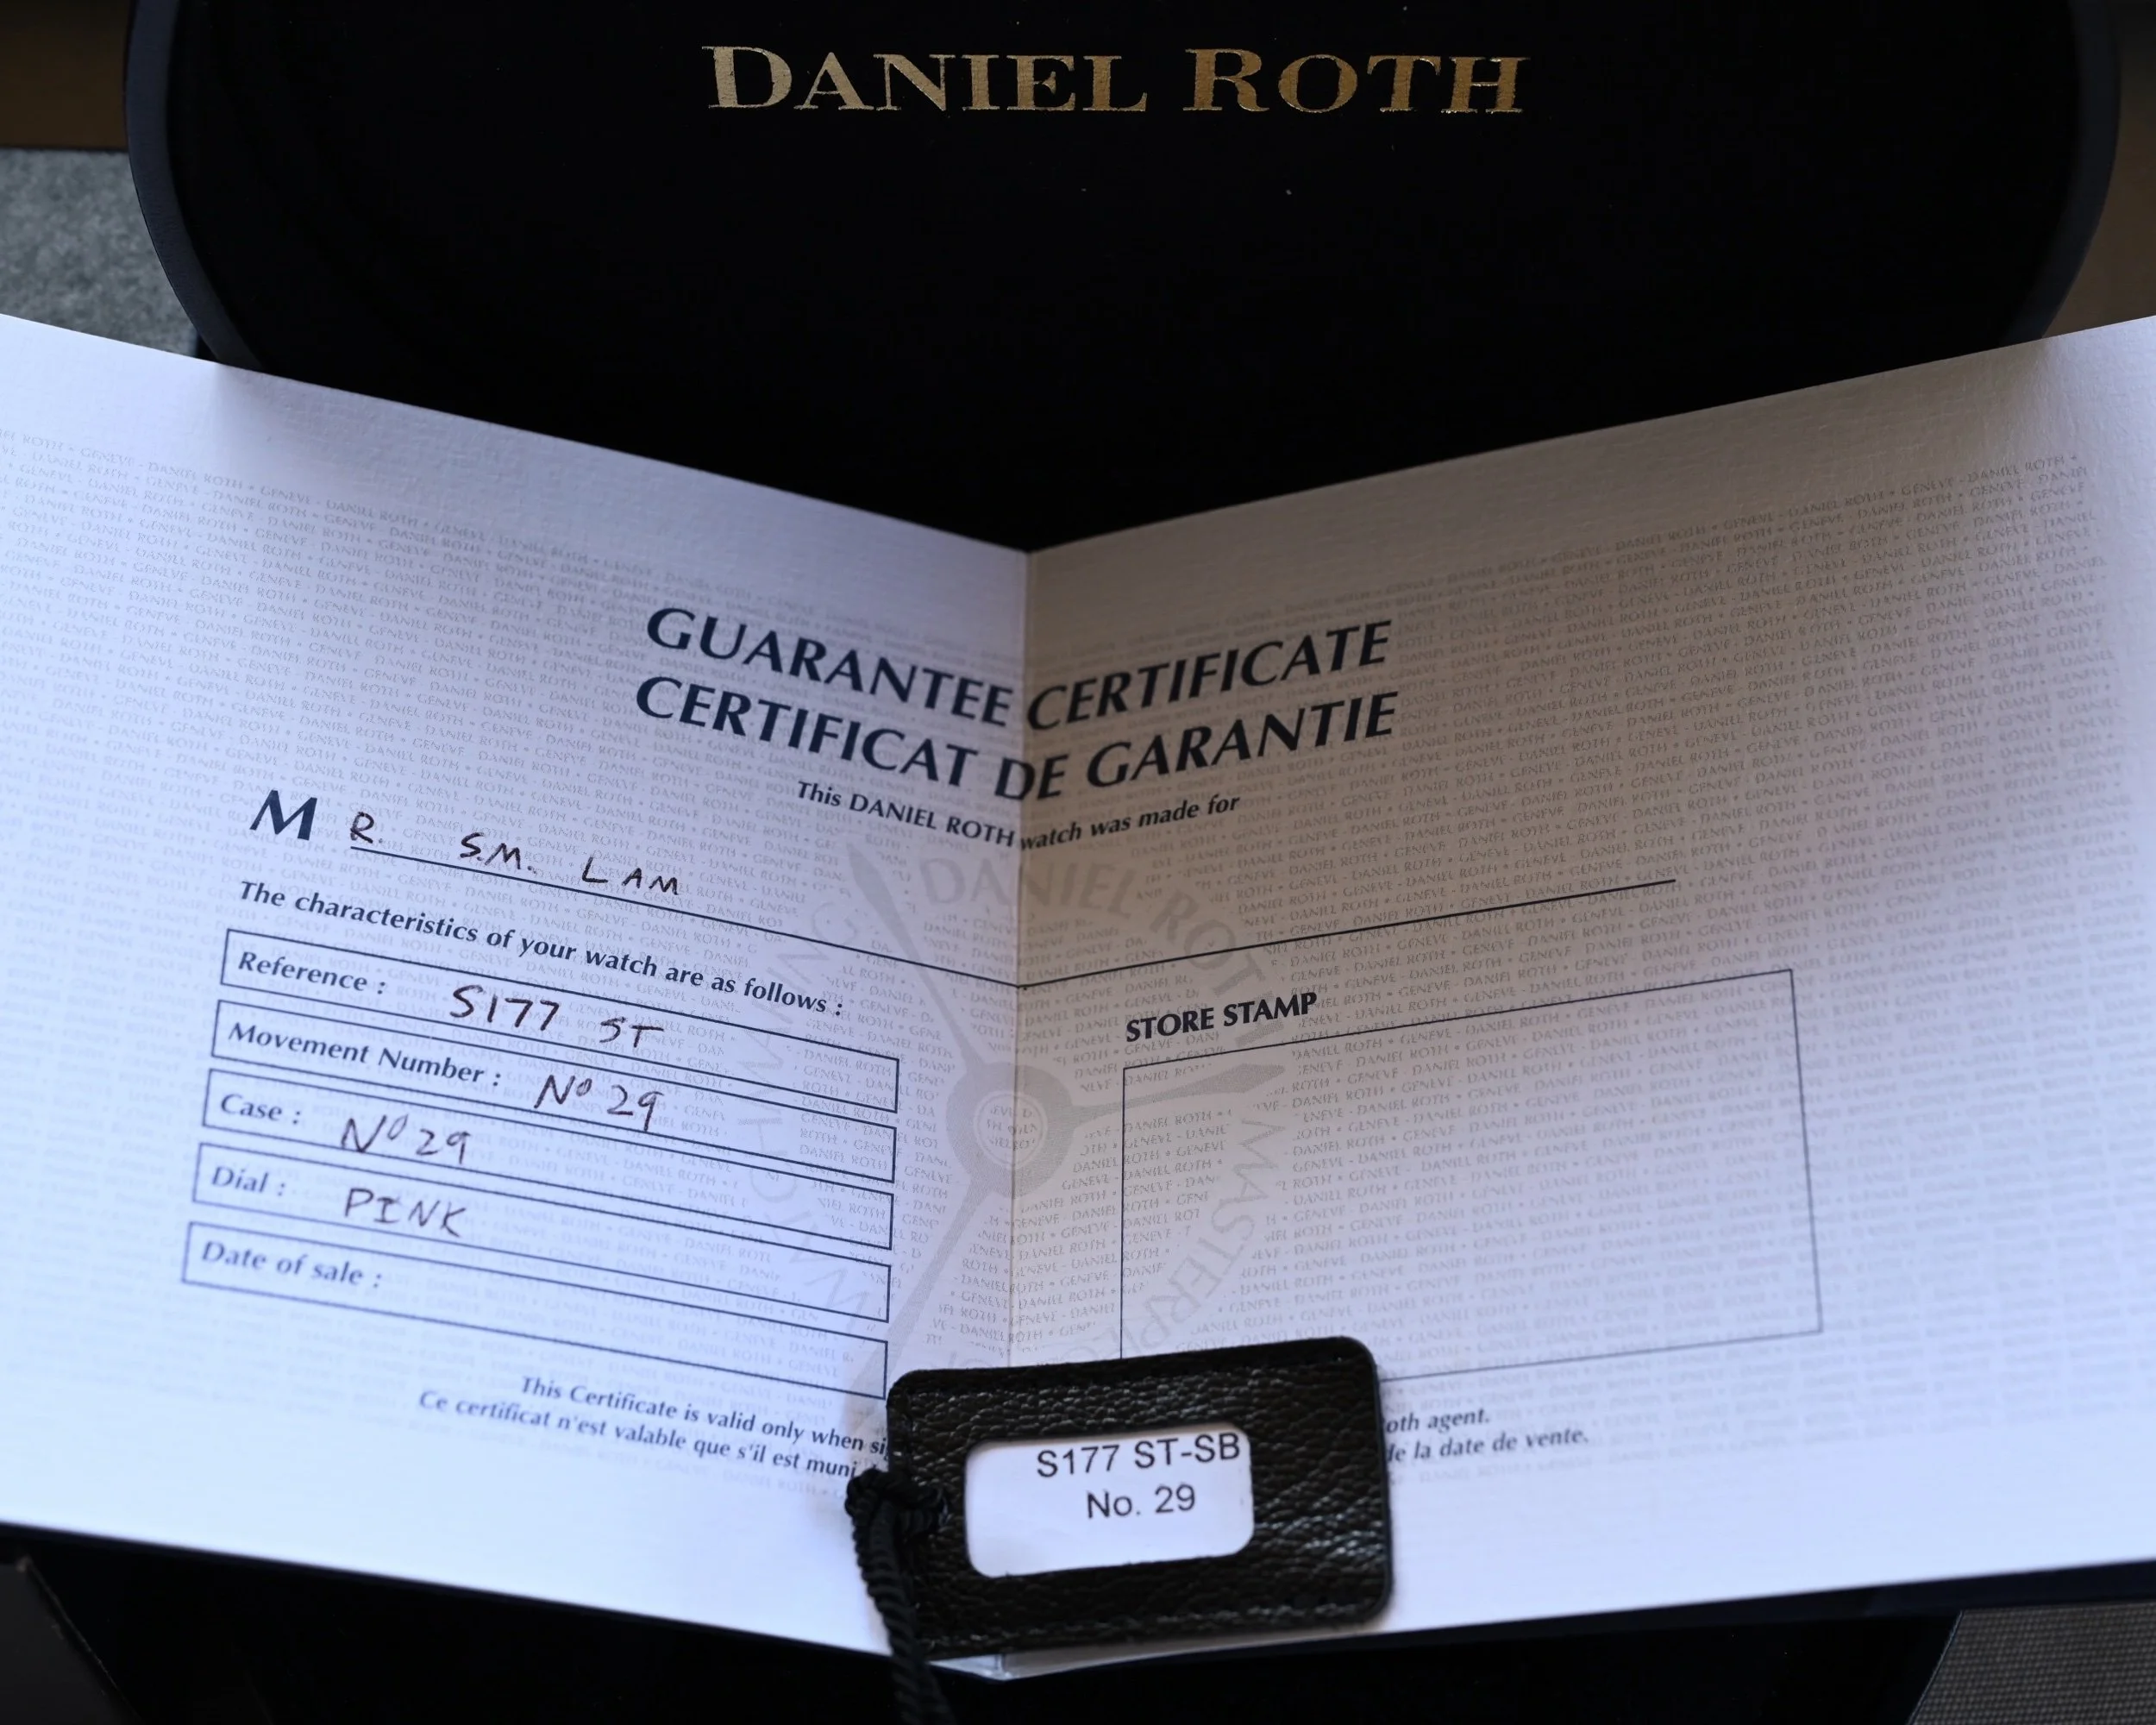 DANIEL ROTH
GUARANTEE CERTIFICATE
CERTIFICAT DE GARANTIE
This DANIEL ROTH watch was made for
MR. S.M. LAM
The characteristics of your watch are as follows :
Reference : S177 ST
Movement Number : Nº 29
Case : Nº 29
Dial : PINK
Date of sale :
STORE STAMP
This Certificate is valid only when
oth agent.
Ce certificat n'est valable que s'il est muni
de la date de vente.
S177 ST-SB
No. 29
DANIEL ROTH